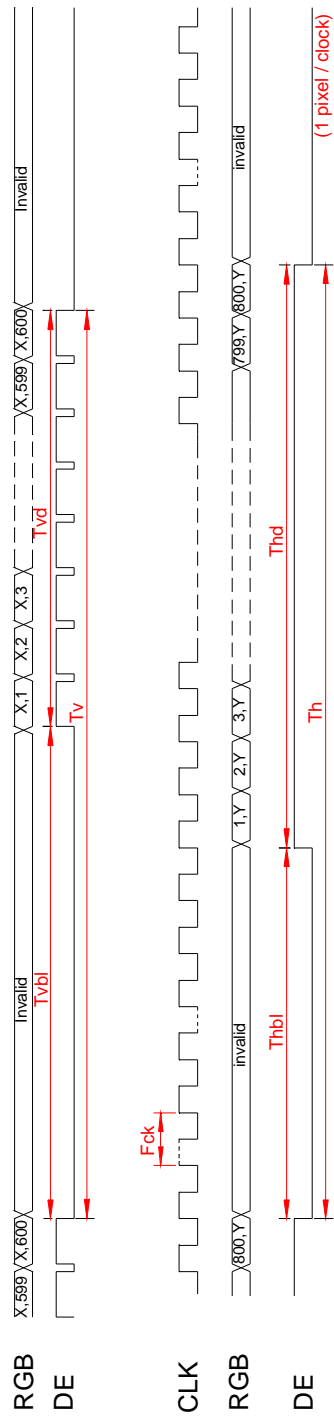 RGB X,599 X,600 Invalid X,1 X,2 X,3 X,599 X,600 Invalid
DE
Tvbl Tvd
Tv
Fck
CLK
RGB 800,Y invalid 1,Y 2,Y 3,Y 799,Y 800,Y invalid
Thbl Thd
DE
Th
(1 pixel / clock)